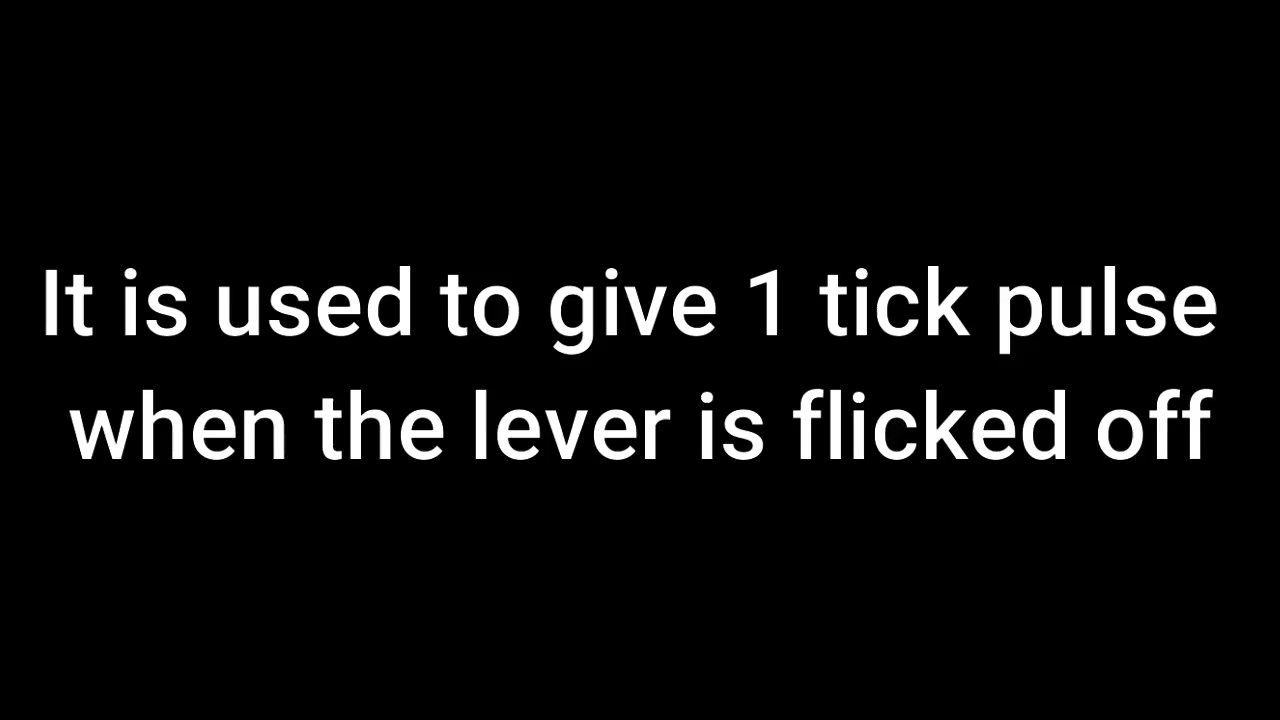 It is used to give 1 tick pulse
when the lever is flicked off